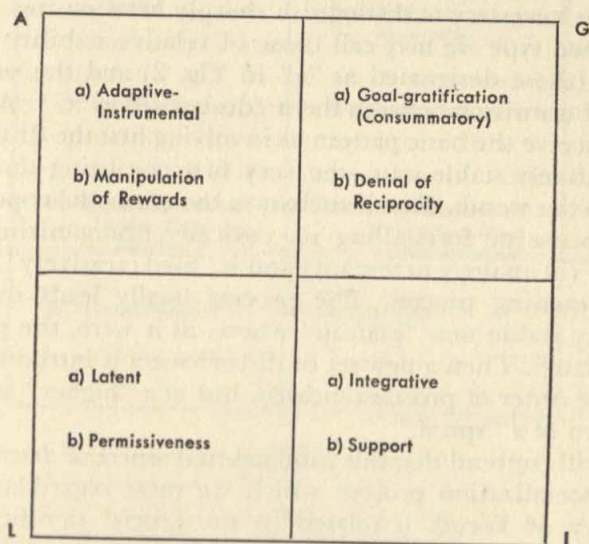 A
G
a) Adaptive-
Instrumental
a) Goal-gratification
(Consummatory)
b) Manipulation
of Rewards
b) Denial of
Reciprocity
a) Latent
a) Integrative
b) Permissiveness
b) Support
L
I